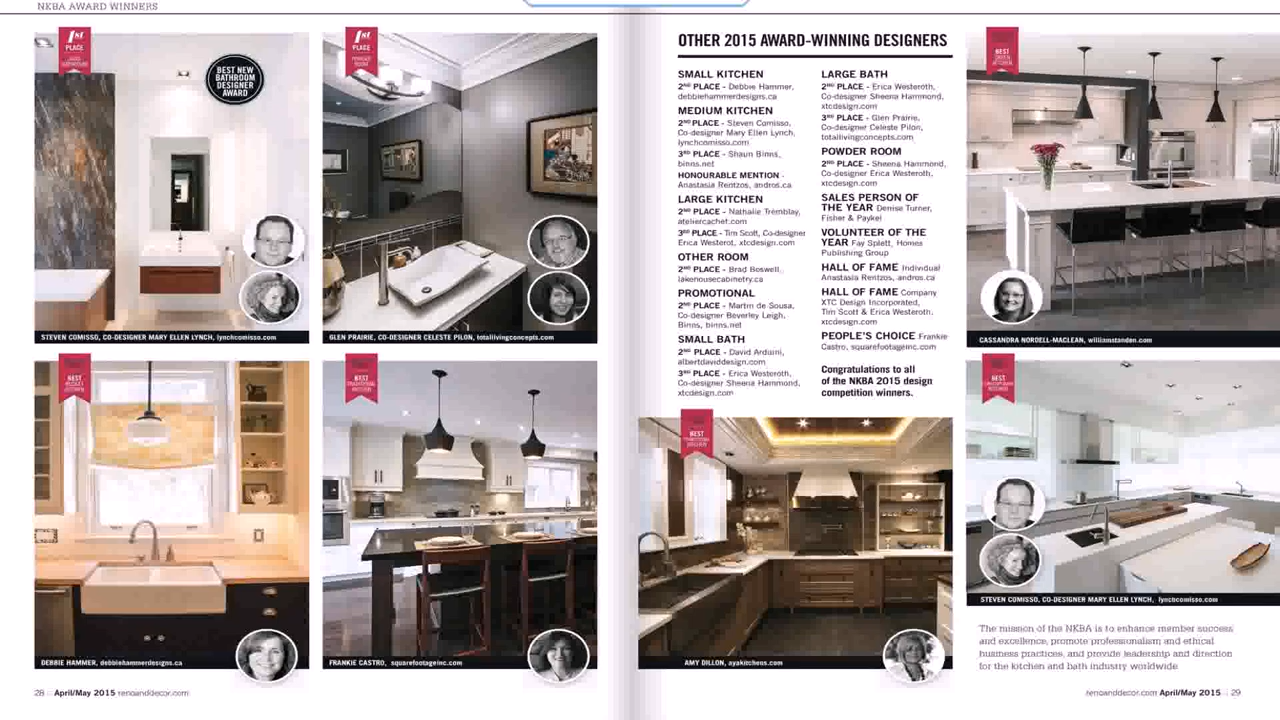 NKBA AWARD WINNERS
1st
PLACE
BEST NEW
BATHROOM
DESIGNER
AWARD
STEVEN COMISSO, CO-DESIGNER MARY ELLEN LYNCH, lynchcomisso.com
1st
PLACE
POWDER
ROOM
GLEN PRAIRIE, CO-DESIGNER CELESTE PILON, totallivingconcepts.com
BEST
DEBBIE HAMMER, debbiehammerdesigns.ca
BEST
TRADITIONAL
KITCHEN
FRANKIE CASTRO, squarefootageinc.com
28 :: April/May 2015 renoanddecor.com
OTHER 2015 AWARD-WINNING DESIGNERS
SMALL KITCHEN
2ND PLACE - Debbie Hammer,
debbiehammerdesigns.ca
MEDIUM KITCHEN
2ND PLACE - Steven Comisso,
Co-designer Mary Ellen Lynch,
lynchcomisso.com
3RD PLACE - Shaun Binns,
binns.net
HONOURABLE MENTION -
Anastasia Rentzos, andros.ca
LARGE KITCHEN
2ND PLACE - Nathalie Tremblay,
ateliercachet.com
3RD PLACE - Tim Scott, Co-designer
Erica Westerot, xtcdesign.com
OTHER ROOM
2ND PLACE - Brad Boswell,
lakehousecabinetry.ca
PROMOTIONAL
2ND PLACE - Martin de Sousa,
Co-designer Beverley Leigh,
Binns, binns.net
SMALL BATH
2ND PLACE - David Arduini,
albertdaviddesign.com
3RD PLACE - Erica Westeroth,
Co-designer Sheena Hammond,
xtcdesign.com
LARGE BATH
2ND PLACE - Erica Westeroth,
Co-designer Sheena Hammond,
xtcdesign.com
3RD PLACE - Glen Prairie,
Co-designer Celeste Pilon,
totallivingconcepts.com
POWDER ROOM
2ND PLACE - Sheena Hammond,
Co-designer Erica Westeroth,
xtcdesign.com
SALES PERSON OF
THE YEAR Denise Turner,
Fisher & Paykel
VOLUNTEER OF THE
YEAR Fay Splett, Homes
Publishing Group
HALL OF FAME Individual
Anastasia Rentzos, andros.ca
HALL OF FAME Company
XTC Design Incorporated,
Tim Scott & Erica Westeroth,
xtcdesign.com
PEOPLE'S CHOICE Frankie
Castro, squarefootageinc.ca
Congratulations to all
of the NKBA 2015 design
competition winners.
BEST
AMY DILLON, ayakitchens.com
BEST
KITCHEN
CASSANDRA NORDELL-MACLEAN, williamstanden.com
BEST
STEVEN COMISSO, CO-DESIGNER MARY ELLEN LYNCH, lynchcomisso.com
The mission of the NKBA is to enhance member success
and excellence, promote professionalism and ethical
business practices, and provide leadership and direction
for the kitchen and bath industry worldwide.
renoanddecor.com April/May 2015 :: 29